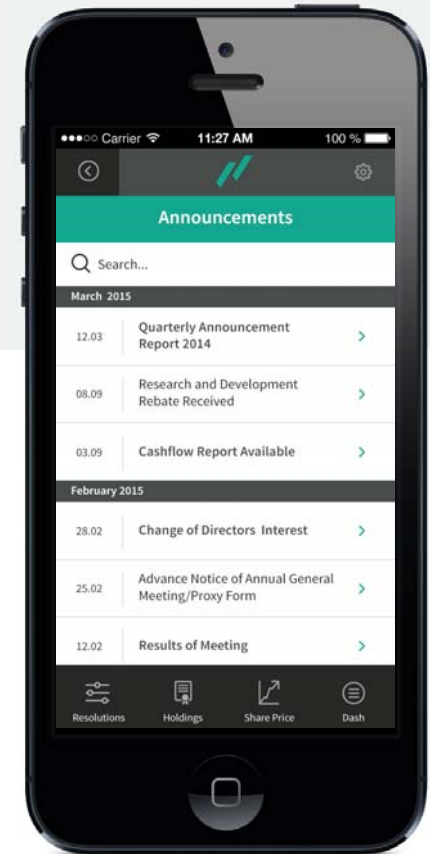 Carrier 11:27 AM 100 %
Announcements
Search...
March 2015
12.03 Quarterly Announcement
Report 2014
08.09 Research and Development
Rebate Received
03.09 Cashflow Report Available
February 2015
28.02 Change of Directors Interest
25.02 Advance Notice of Annual General
Meeting/Proxy Form
12.02 Results of Meeting
Resolutions Holdings Share Price Dash